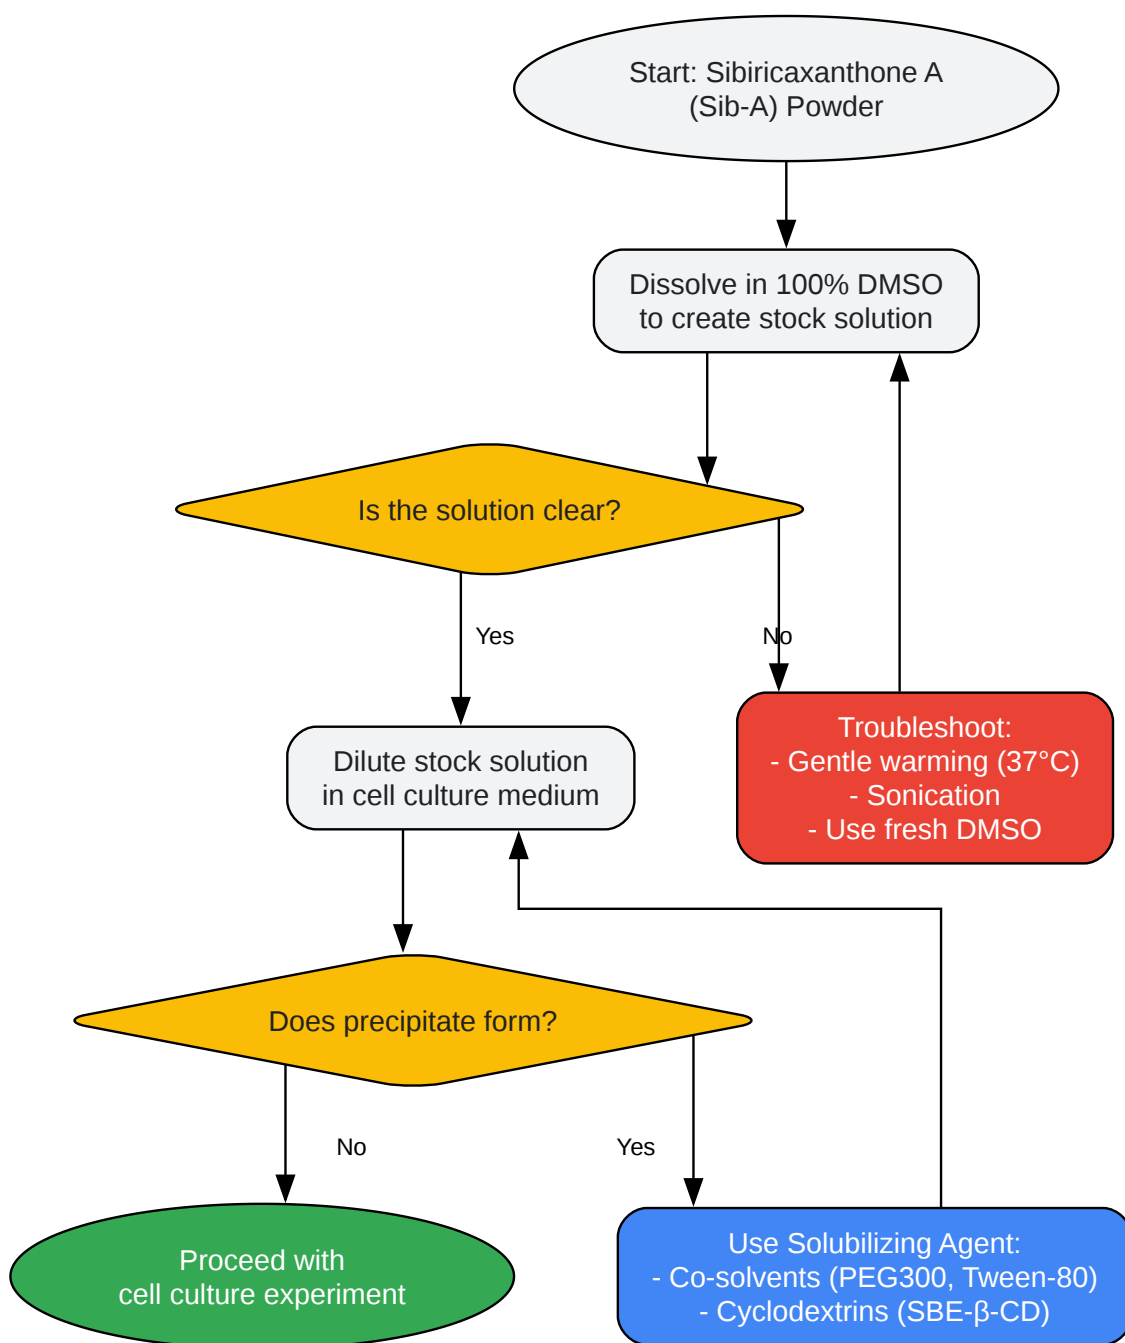 Start: Sibiricaxanthone A
(Sib-A) Powder
Dissolve in 100% DMSO
to create stock solution
Is the solution clear?
Yes
No
Dilute stock solution
in cell culture medium
Troubleshoot:
- Gentle warming (37°C)
- Sonication
- Use fresh DMSO
Does precipitate form?
No
Yes
Proceed with
cell culture experiment
Use Solubilizing Agent:
- Co-solvents (PEG300, Tween-80)
- Cyclodextrins (SBE-β-CD)